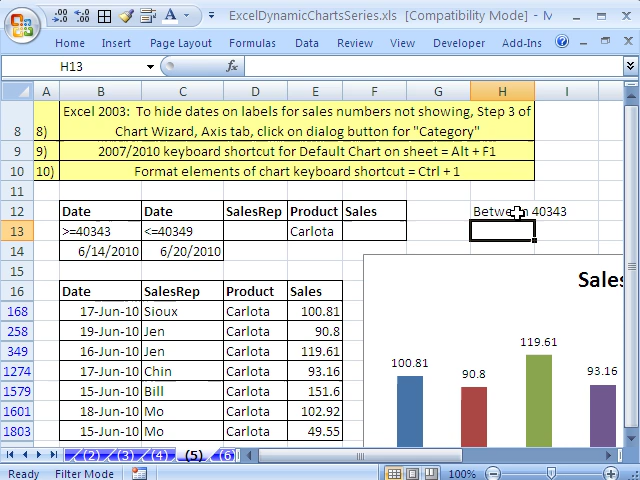 ExcelDynamicChartsSeries.xls [Compatibility Mode] - M
Home Insert Page Layout Formulas Data Review View Developer Add-Ins
H13 fx
A B C D E F G H I
8 8) Excel 2003: To hide dates on labels for sales numbers not showing, Step 3 of
Chart Wizard, Axis tab, click on dialog button for "Category"
9 9) 2007/2010 keyboard shortcut for Default Chart on sheet = Alt + F1
10 10) Format elements of chart keyboard shortcut = Ctrl + 1
11
12 Date Date SalesRep Product Sales Between 40343
13 >=40343 <=40349 Carlota
14 6/14/2010 6/20/2010
15
16 Date SalesRep Product Sales
168 17-Jun-10 Sioux Carlota 100.81
258 19-Jun-10 Jen Carlota 90.8
349 16-Jun-10 Jen Carlota 119.61
1274 17-Jun-10 Chin Carlota 93.16
1579 15-Jun-10 Bill Carlota 151.6
1601 18-Jun-10 Mo Carlota 102.92
1803 15-Jun-10 Mo Carlota 49.55
Sales
100.81 90.8 119.61 93.16
(2) (3) (4) (5) (6
Ready Filter Mode 100%